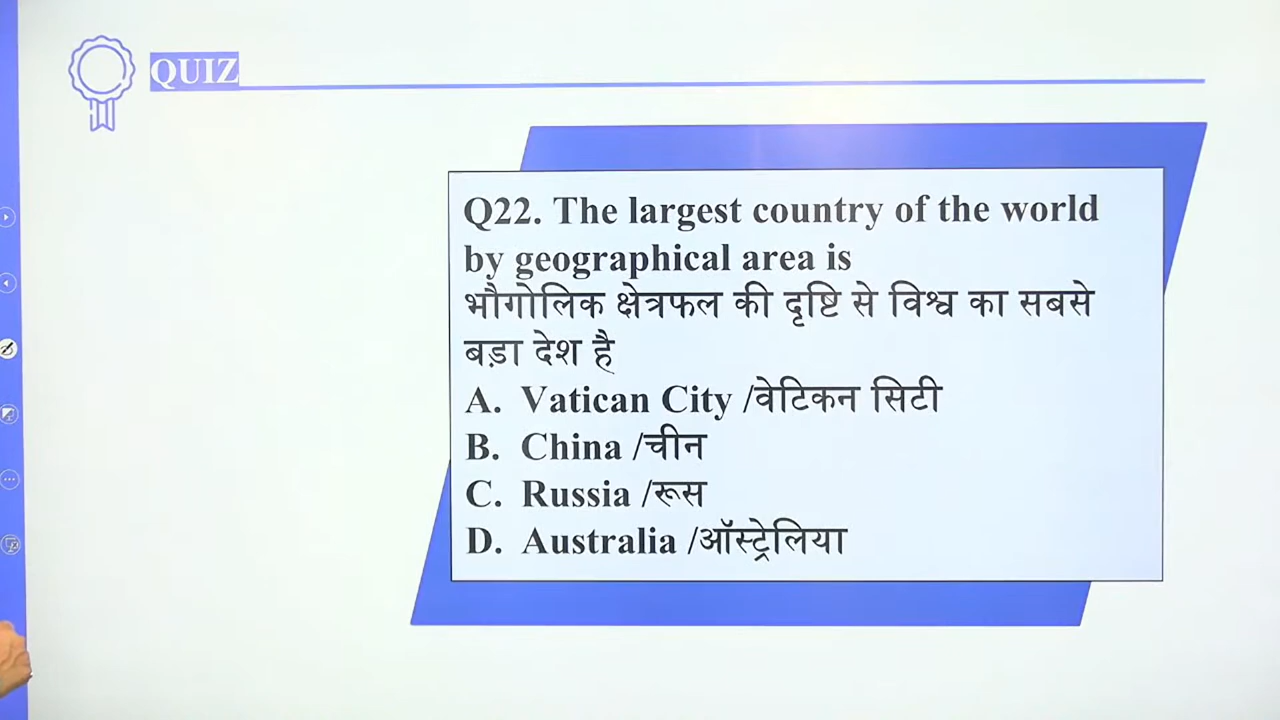 QUIZ
Q22. The largest country of the world
by geographical area is
भौगोलिक क्षेत्रफल की दृष्टि से विश्व का सबसे
बड़ा देश है
A. Vatican City /वेटिकन सिटी
B. China /चीन
C. Russia /रूस
D. Australia /ऑस्ट्रेलिया